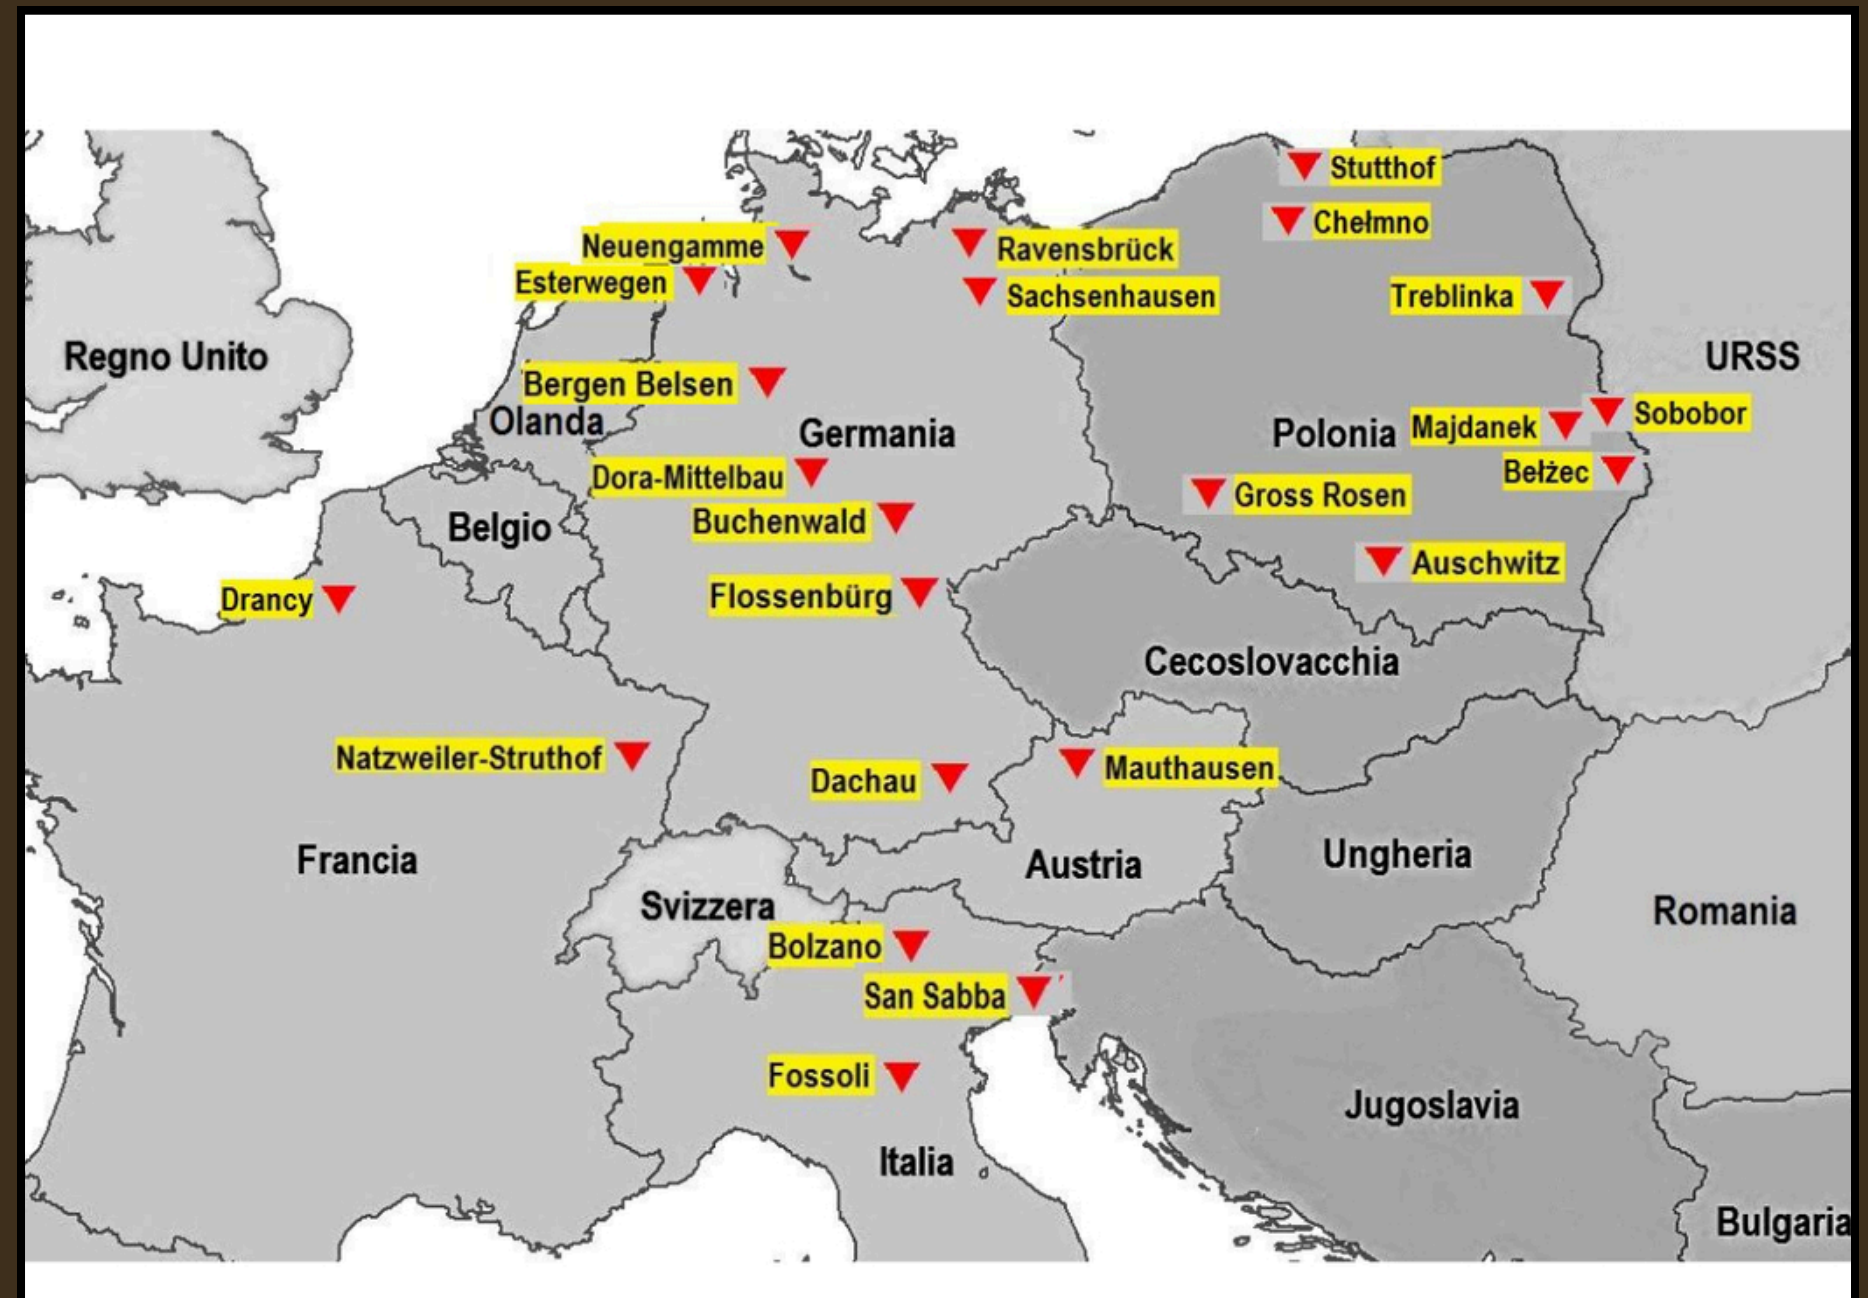 Stutthof
Chełmno
Neuengamme
Ravensbrück
Esterwegen
Sachsenhausen
Treblinka
Regno Unito
URSS
Bergen Belsen
Olanda
Germania
Polonia
Majdanek
Sobobor
Dora-Mittelbau
Bełżec
Gross Rosen
Buchenwald
Belgio
Auschwitz
Drancy
Flossenbürg
Cecoslovacchia
Natzweiler-Struthof
Dachau
Mauthausen
Francia
Austria
Ungheria
Svizzera
Romania
Bolzano
San Sabba
Fossoli
Jugoslavia
Italia
Bulgaria